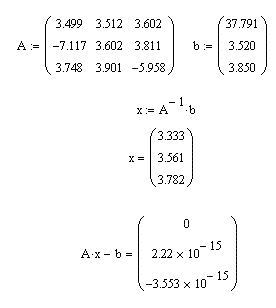 A := ( 3.499 3.512 3.602 )
( −7.117 3.602 3.811 )
( 3.748 3.901 −5.958 )
b := ( 37.791 )
( 3.520 )
( 3.850 )
x := A⁻¹·b
x = ( 3.333 )
( 3.561 )
( 3.782 )
A·x − b = ( 0 )
( 2.22 × 10⁻¹⁵ )
( −3.553 × 10⁻¹⁵ )